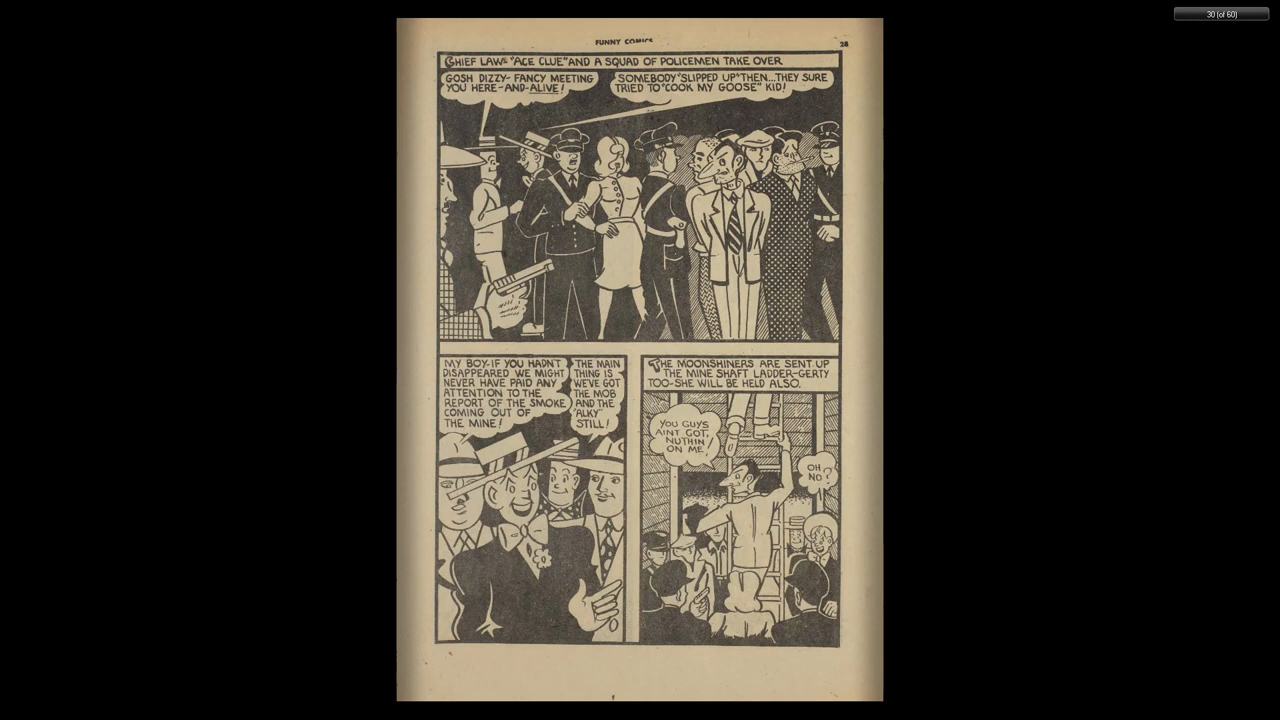 30 (of 60)
FUNNY COMICS
28
CHIEF LAW- "ACE CLUE" AND A SQUAD OF POLICEMEN TAKE OVER
GOSH DIZZY- FANCY MEETING
YOU HERE-AND-ALIVE!
SOMEBODY "SLIPPED UP" THEN...THEY SURE
TRIED TO "COOK MY GOOSE" KID!
MY BOY-IF YOU HADN'T
DISAPPEARED WE MIGHT
NEVER HAVE PAID ANY
ATTENTION TO THE
REPORT OF THE SMOKE
COMING OUT OF
THE MINE!
THE MAIN
THING IS
WE'VE GOT
THE MOB
AND THE
"ALKY"
STILL!
THE MOONSHINERS ARE SENT UP
THE MINE SHAFT LADDER-GERTY
TOO-SHE WILL BE HELD ALSO.
YOU GUYS
AINT GOT
NUTHIN
ON ME!
OH
NO?